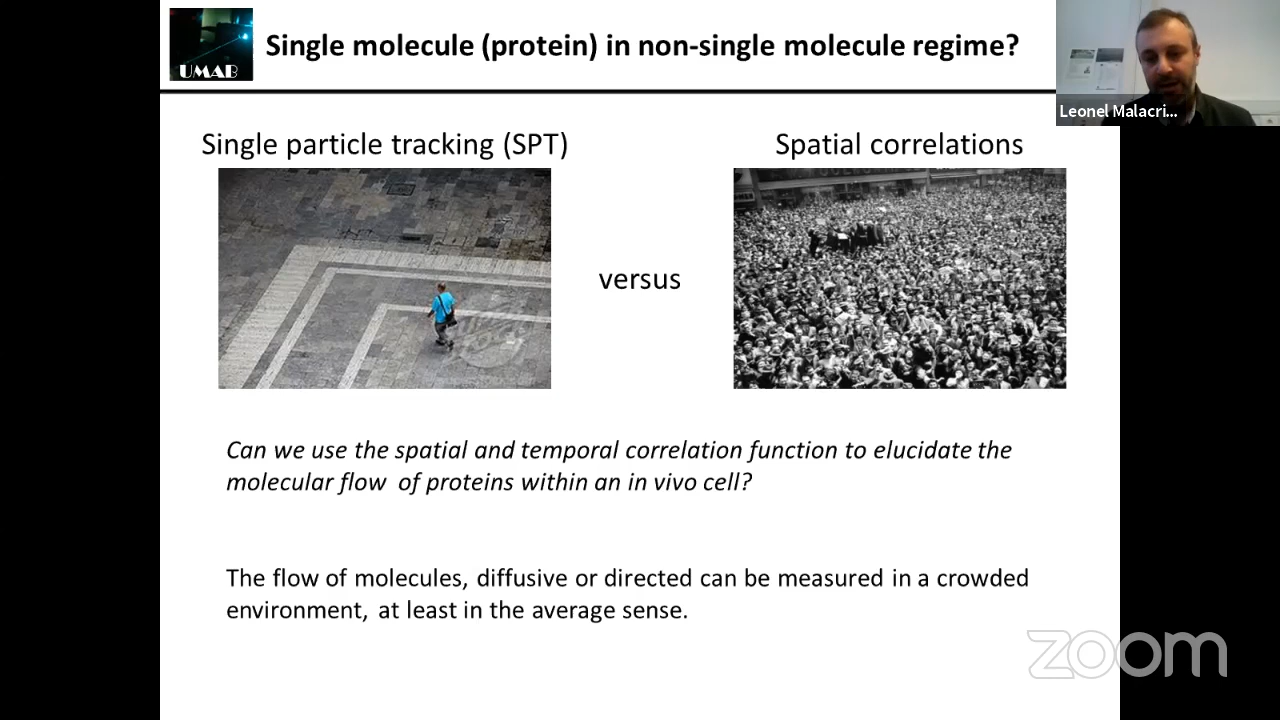 UMAB
Single molecule (protein) in non-single molecule regime?
Leonel Malacri...
Single particle tracking (SPT)
Spatial correlations
versus
Can we use the spatial and temporal correlation function to elucidate the
molecular flow of proteins within an in vivo cell?
The flow of molecules, diffusive or directed can be measured in a crowded
environment, at least in the average sense.
zoom